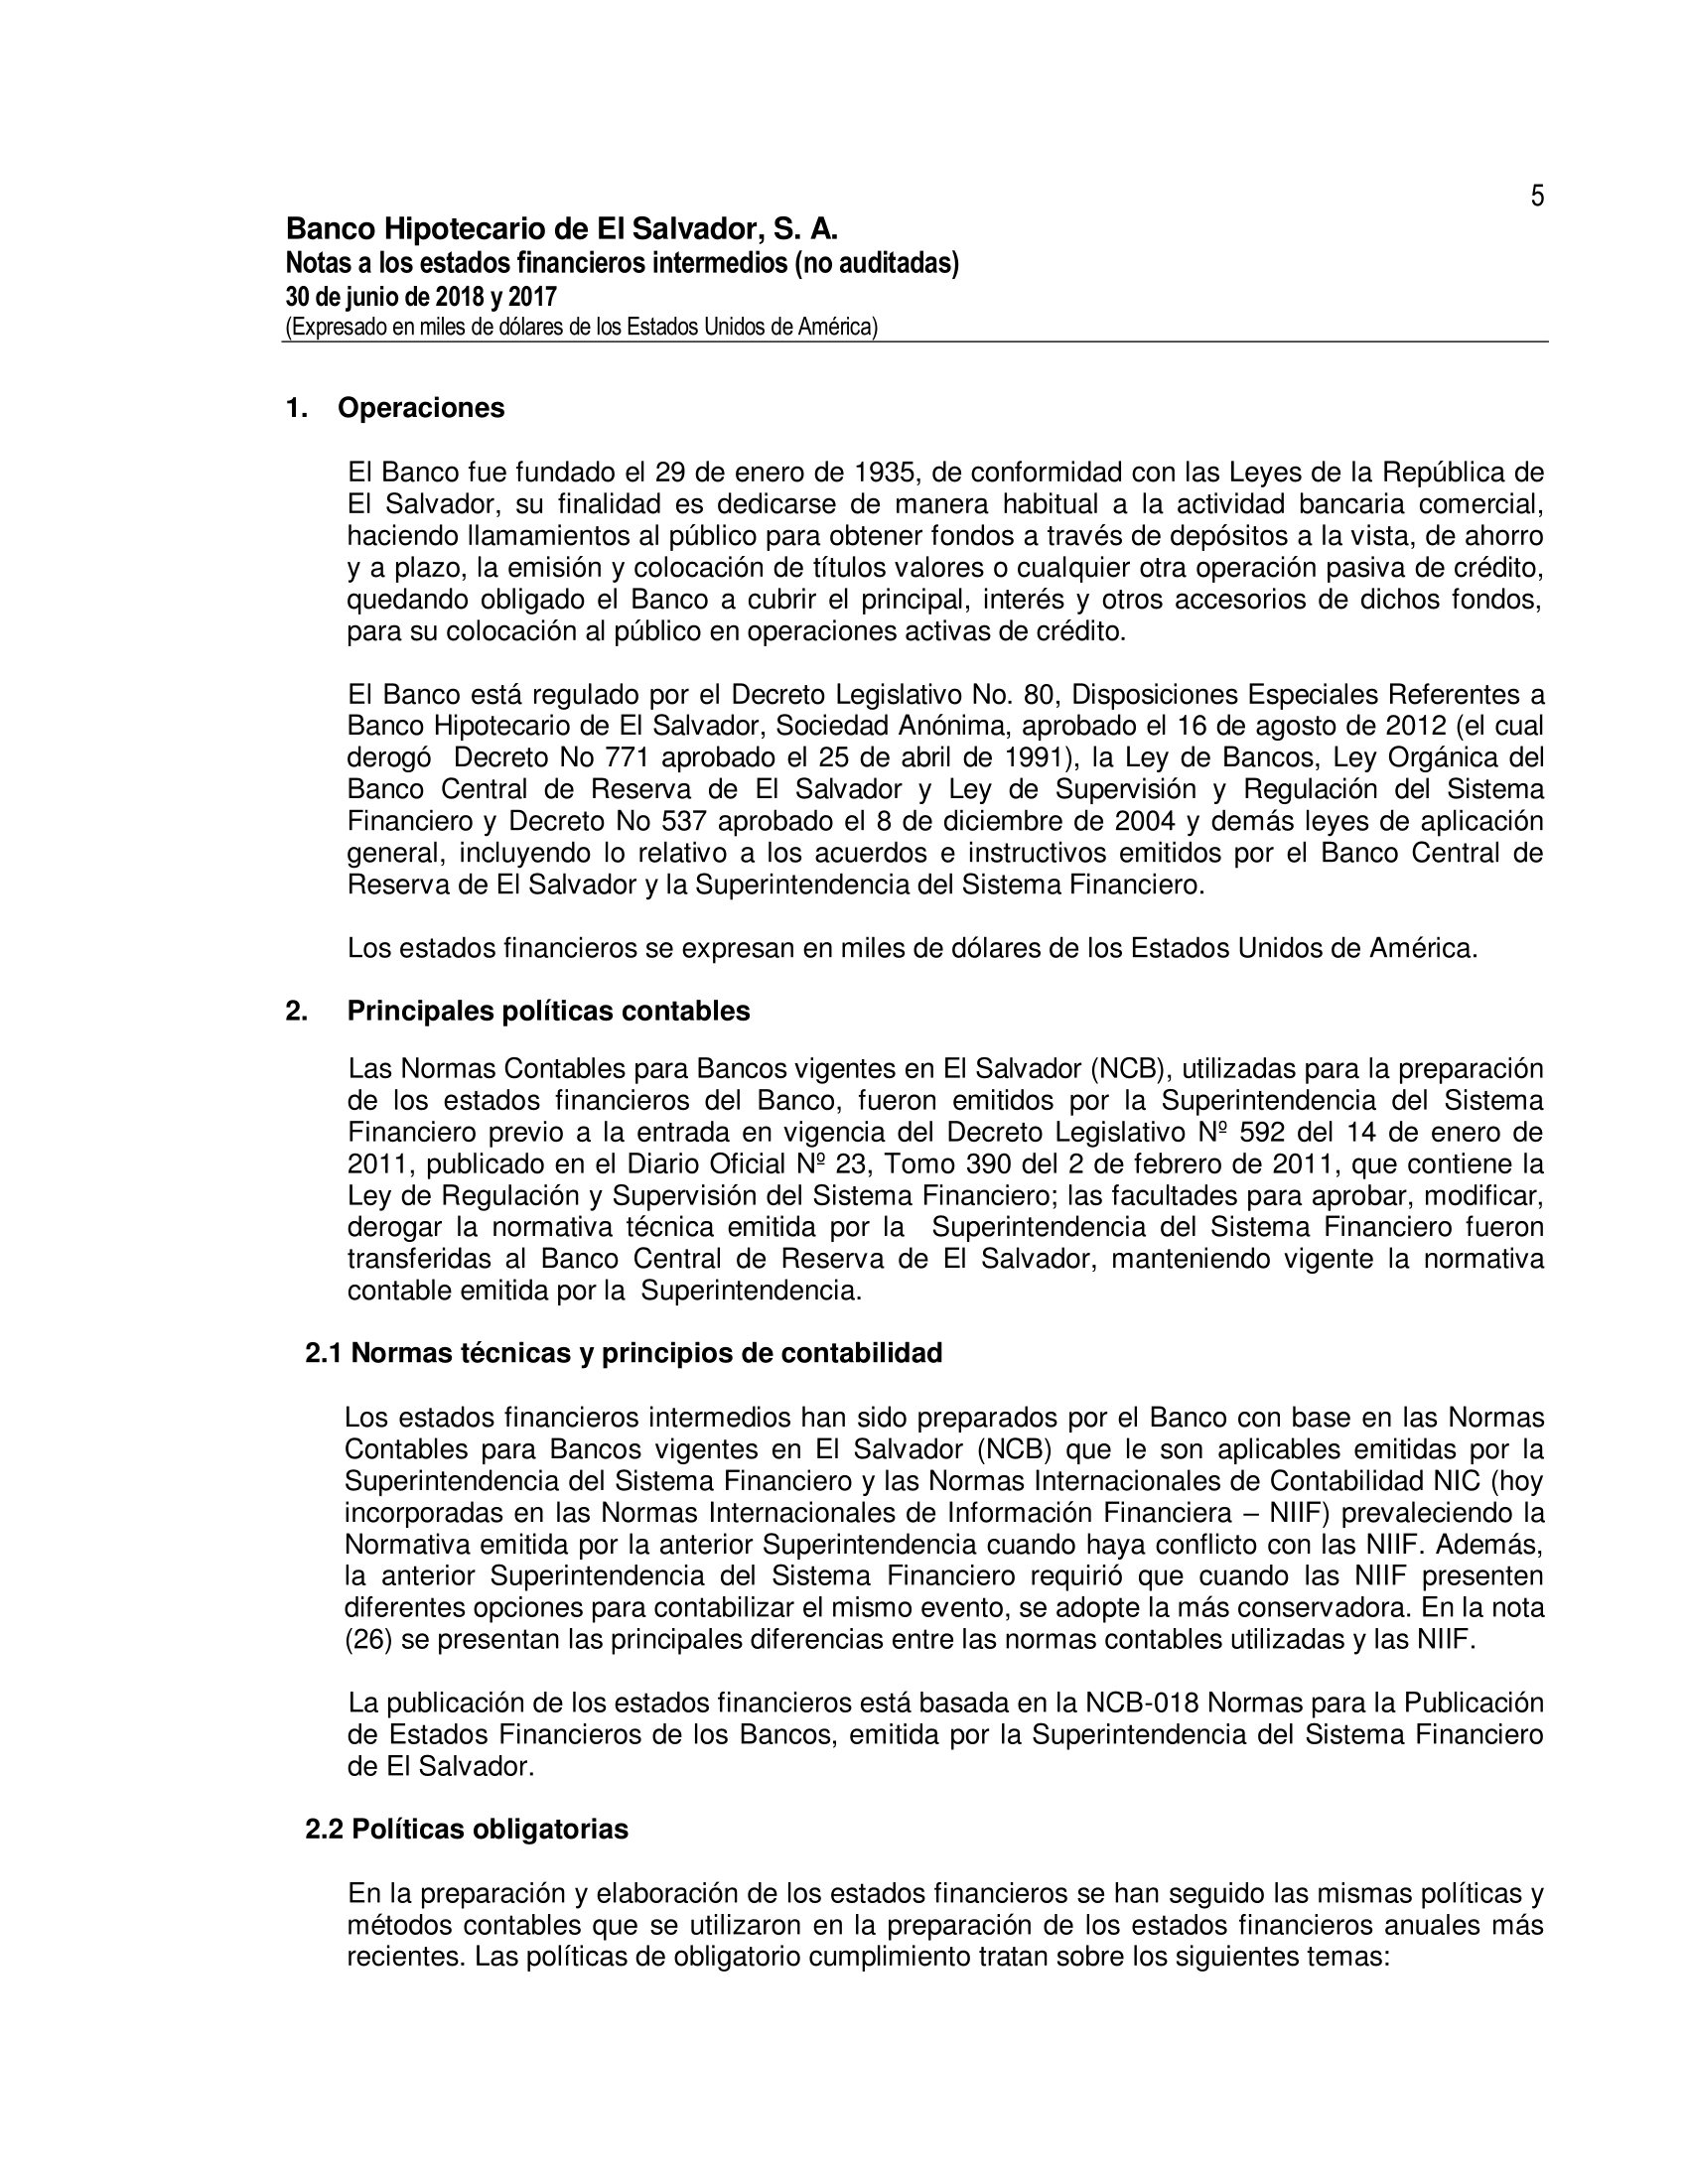 5
Banco Hipotecario de El Salvador, S. A.
Notas a los estados financieros intermedios (no auditadas)
30 de junio de 2018 y 2017
(Expresado en miles de dólares de los Estados Unidos de América)
1. Operaciones
El Banco fue fundado el 29 de enero de 1935, de conformidad con las Leyes de la República de
El Salvador, su finalidad es dedicarse de manera habitual a la actividad bancaria comercial,
haciendo llamamientos al público para obtener fondos a través de depósitos a la vista, de ahorro
y a plazo, la emisión y colocación de títulos valores o cualquier otra operación pasiva de crédito,
quedando obligado el Banco a cubrir el principal, interés y otros accesorios de dichos fondos,
para su colocación al público en operaciones activas de crédito.
El Banco está regulado por el Decreto Legislativo No. 80, Disposiciones Especiales Referentes a
Banco Hipotecario de El Salvador, Sociedad Anónima, aprobado el 16 de agosto de 2012 (el cual
derogó Decreto No 771 aprobado el 25 de abril de 1991), la Ley de Bancos, Ley Orgánica del
Banco Central de Reserva de El Salvador y Ley de Supervisión y Regulación del Sistema
Financiero y Decreto No 537 aprobado el 8 de diciembre de 2004 y demás leyes de aplicación
general, incluyendo lo relativo a los acuerdos e instructivos emitidos por el Banco Central de
Reserva de El Salvador y la Superintendencia del Sistema Financiero.
Los estados financieros se expresan en miles de dólares de los Estados Unidos de América.
2. Principales políticas contables
Las Normas Contables para Bancos vigentes en El Salvador (NCB), utilizadas para la preparación
de los estados financieros del Banco, fueron emitidos por la Superintendencia del Sistema
Financiero previo a la entrada en vigencia del Decreto Legislativo Nº 592 del 14 de enero de
2011, publicado en el Diario Oficial Nº 23, Tomo 390 del 2 de febrero de 2011, que contiene la
Ley de Regulación y Supervisión del Sistema Financiero; las facultades para aprobar, modificar,
derogar la normativa técnica emitida por la Superintendencia del Sistema Financiero fueron
transferidas al Banco Central de Reserva de El Salvador, manteniendo vigente la normativa
contable emitida por la Superintendencia.
2.1 Normas técnicas y principios de contabilidad
Los estados financieros intermedios han sido preparados por el Banco con base en las Normas
Contables para Bancos vigentes en El Salvador (NCB) que le son aplicables emitidas por la
Superintendencia del Sistema Financiero y las Normas Internacionales de Contabilidad NIC (hoy
incorporadas en las Normas Internacionales de Información Financiera – NIIF) prevaleciendo la
Normativa emitida por la anterior Superintendencia cuando haya conflicto con las NIIF. Además,
la anterior Superintendencia del Sistema Financiero requirió que cuando las NIIF presenten
diferentes opciones para contabilizar el mismo evento, se adopte la más conservadora. En la nota
(26) se presentan las principales diferencias entre las normas contables utilizadas y las NIIF.
La publicación de los estados financieros está basada en la NCB-018 Normas para la Publicación
de Estados Financieros de los Bancos, emitida por la Superintendencia del Sistema Financiero
de El Salvador.
2.2 Políticas obligatorias
En la preparación y elaboración de los estados financieros se han seguido las mismas políticas y
métodos contables que se utilizaron en la preparación de los estados financieros anuales más
recientes. Las políticas de obligatorio cumplimiento tratan sobre los siguientes temas: